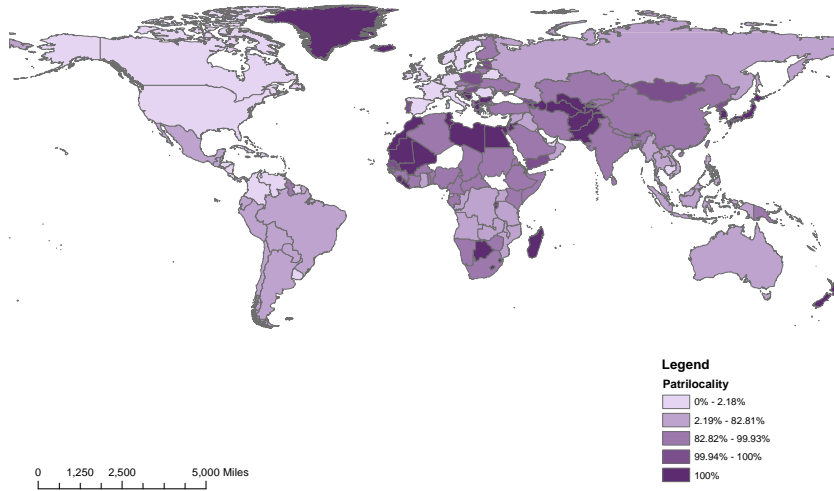 Legend
Patrilocality
0% - 2.18%
2.19% - 82.81%
82.82% - 99.93%
99.94% - 100%
100%
0 1,250 2,500 5,000 Miles